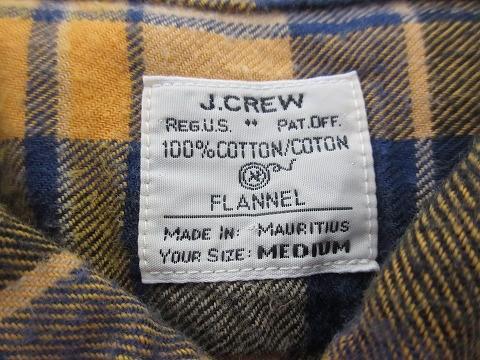 J.CREW
REG.U.S. " PAT.OFF.
100% COTTON/COTON
FLANNEL
MADE IN: MAURITIUS
YOUR SIZE: MEDIUM